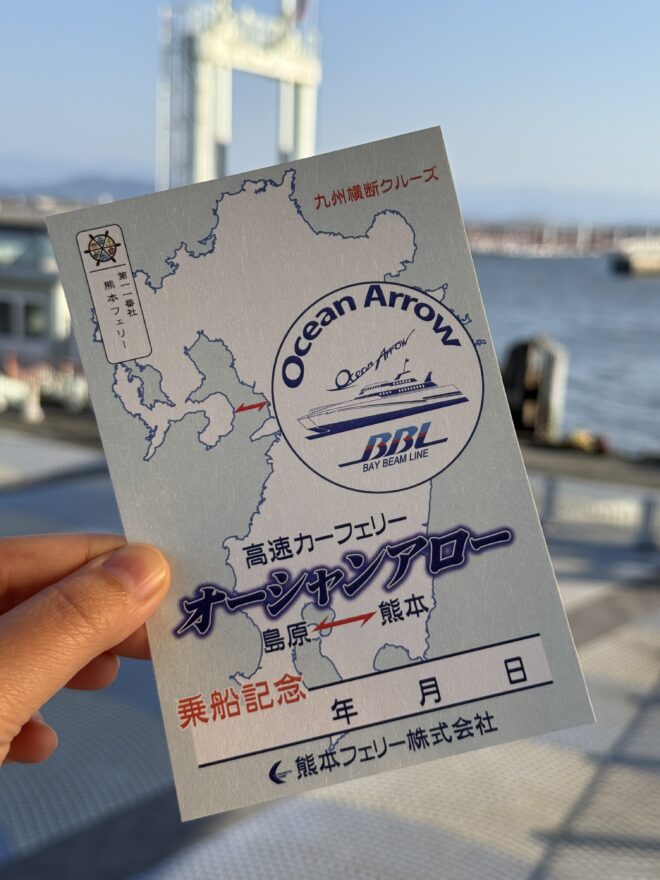 九州横断クルーズ
第一一番社
熊本フェリー
Ocean Arrow
Ocean Arrow
BBL
BAY BEAM LINE
高速カーフェリー
オーシャンアロー
島原 熊本
乗船記念
年 月 日
熊本フェリー株式会社